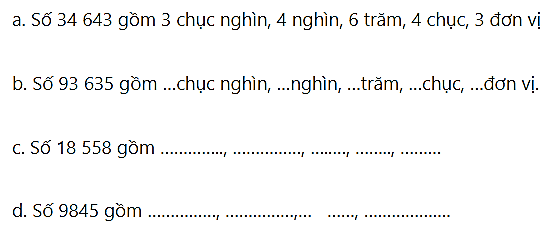 a. Số 34 643 gồm 3 chục nghìn, 4 nghìn, 6 trăm, 4 chục, 3 đơn vị
b. Số 93 635 gồm ...chục nghìn, ...nghìn, ...trăm, ...chục, ...đơn vị.
c. Số 18 558 gồm .............., ..............., ........, ........, .........
d. Số 9845 gồm ..............., ...............,... ......, ...................